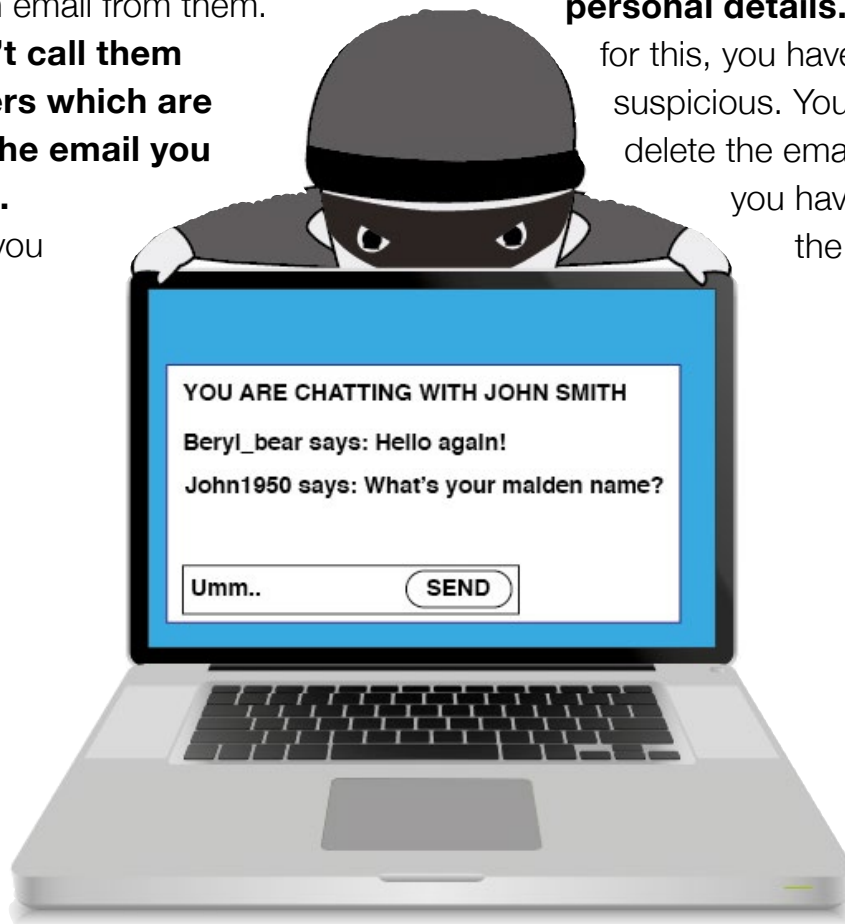 email from them.
't call them
ers which are
he email you
.
you
personal details.
for this, you have
suspicious. You
delete the ema
you hav
the
YOU ARE CHATTING WITH JOHN SMITH
Beryl_bear says: Hello again!
John1950 says: What's your maiden name?
Umm..
SEND